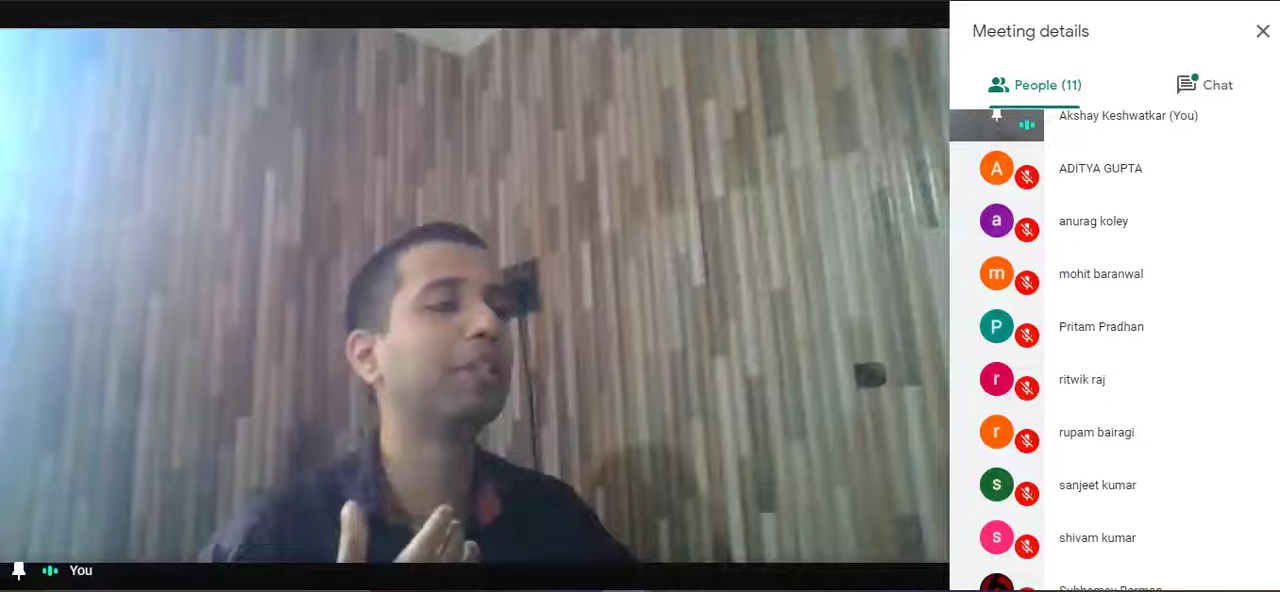 Meeting details
People (11)
Chat
Akshay Keshwatkar (You)
A
ADITYA GUPTA
a
anurag koley
m
mohit baranwal
P
Pritam Pradhan
r
ritwik raj
r
rupam bairagi
s
sanjeet kumar
s
shivam kumar
You